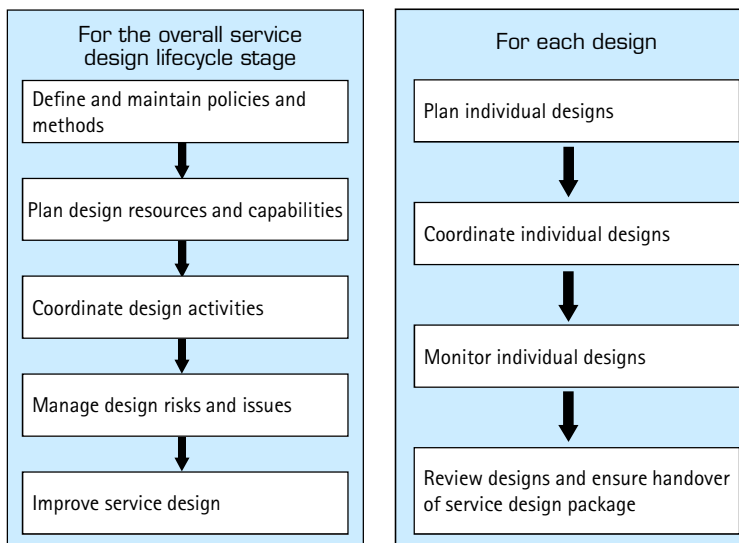 For the overall service
design lifecycle stage
Define and maintain policies and
methods
Plan design resources and capabilities
Coordinate design activities
Manage design risks and issues
Improve service design
For each design
Plan individual designs
Coordinate individual designs
Monitor individual designs
Review designs and ensure handover
of service design package